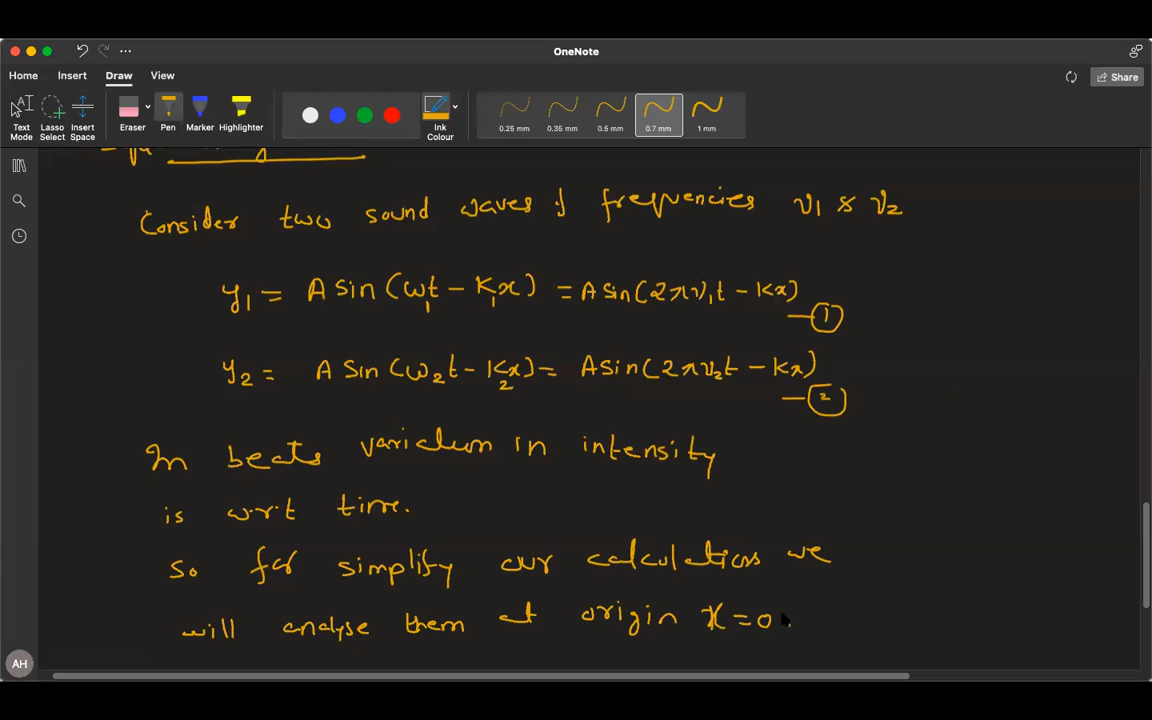 OneNote
Home Insert Draw View
Share
Text Mode Lasso Select Insert Space Eraser Pen Marker Highlighter Ink Colour 0.25 mm 0.35 mm 0.5 mm 0.7 mm 1 mm
Consider two sound waves of frequencies ν1 & ν2
y1 = A sin(ω1t − K1x) = A sin(2πν1t − Kx)
— ①
y2 = A Sin(ω2t − K2x) = A sin(2πν2t − Kx)
— ②
In beats variation in intensity
is w.r.t time.
So for simplify our calculations we
will analyse them at origin x = 0.
AH